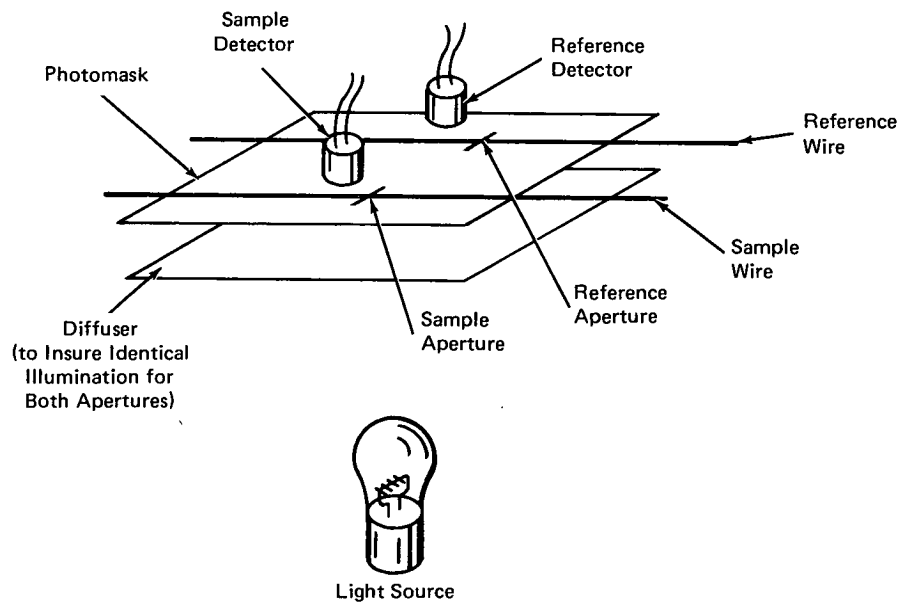 Sample
Detector
Reference
Detector
Photomask
Reference
Wire
Sample
Wire
Reference
Aperture
Sample
Aperture
Diffuser
(to Insure Identical
Illumination for
Both Apertures)
Light Source